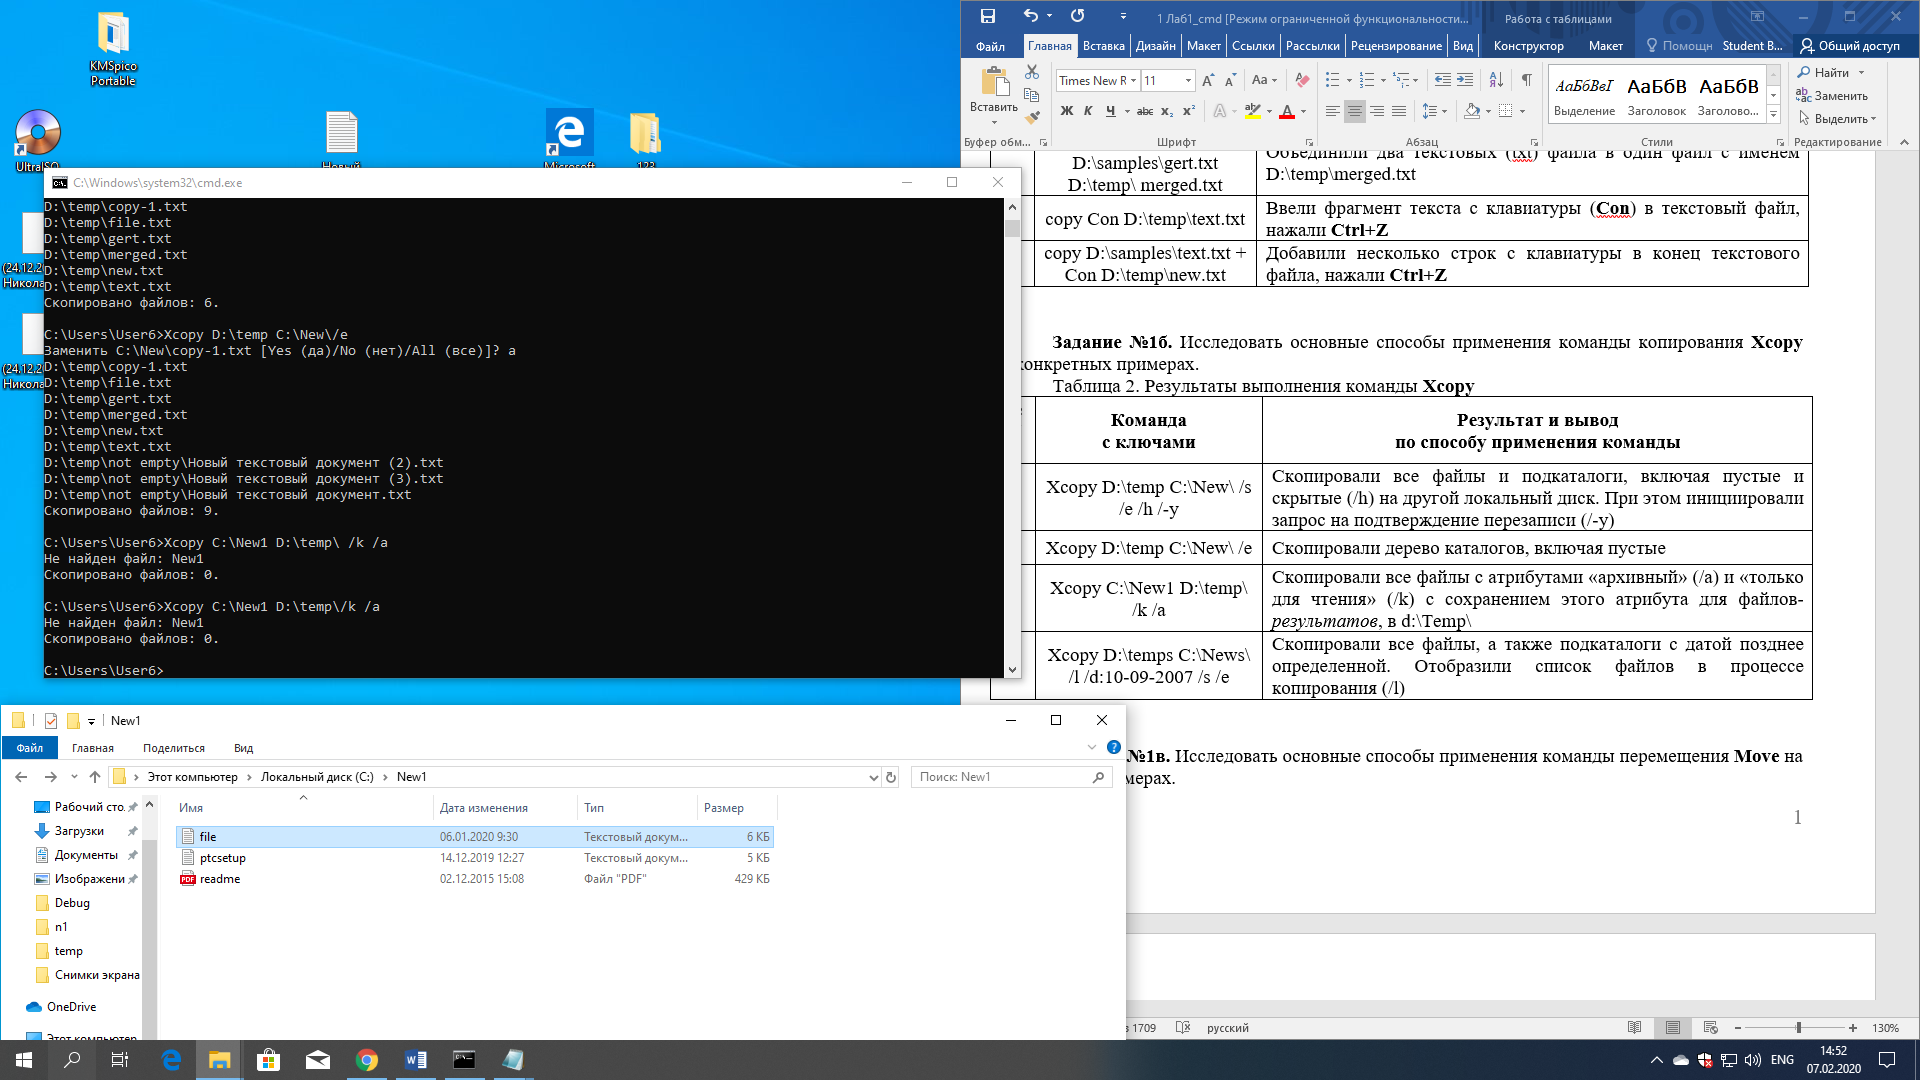 KMSpico
Portable
UltraISO
Новый
Microsoft
123
(24.12.2
Никола
(24.12.2
Никола
C:\Windows\system32\cmd.exe
D:\temp\copy-1.txt
D:\temp\file.txt
D:\temp\gert.txt
D:\temp\merged.txt
D:\temp\new.txt
D:\temp\text.txt
Скопировано файлов: 6.
C:\Users\User6>Xcopy D:\temp C:\New\/e
Заменить C:\New\copy-1.txt [Yes (да)/No (нет)/All (все)]? a
D:\temp\copy-1.txt
D:\temp\file.txt
D:\temp\gert.txt
D:\temp\merged.txt
D:\temp\new.txt
D:\temp\text.txt
D:\temp\not empty\Новый текстовый документ (2).txt
D:\temp\not empty\Новый текстовый документ (3).txt
D:\temp\not empty\Новый текстовый документ.txt
Скопировано файлов: 9.
C:\Users\User6>Xcopy C:\New1 D:\temp\ /k /a
Не найден файл: New1
Скопировано файлов: 0.
C:\Users\User6>Xcopy C:\New1 D:\temp\/k /a
Не найден файл: New1
Скопировано файлов: 0.
C:\Users\User6>
1 Лаб1_cmd [Режим ограниченной функциональности...
Работа с таблицами
Файл Главная Вставка Дизайн Макет Ссылки Рассылки Рецензирование Вид Конструктор Макет Помощн Student B... Общий доступ
Вставить
Буфер обм...
Times New R 11
Ж К Ч abc x₂ x²
Шрифт
Абзац
АаБбВвІ АаБбВ АаБбВ
Выделение Заголовок Заголово...
Стили
Найти
Заменить
Выделить
Редактирование
D:\samples\gert.txt
D:\temp\ merged.txt
Объединили два текстовых (txt) файла в один файл с именем
D:\temp\merged.txt
copy Con D:\temp\text.txt
Ввели фрагмент текста с клавиатуры (Con) в текстовый файл,
нажали Ctrl+Z
copy D:\samples\text.txt +
Con D:\temp\new.txt
Добавили несколько строк с клавиатуры в конец текстового
файла, нажали Ctrl+Z
Задание №1б. Исследовать основные способы применения команды копирования Xcopy
конкретных примерах.
Таблица 2. Результаты выполнения команды Xcopy
Команда
с ключами
Результат и вывод
по способу применения команды
Xcopy D:\temp C:\New\ /s
/e /h /-y
Скопировали все файлы и подкаталоги, включая пустые и
скрытые (/h) на другой локальный диск. При этом инициировали
запрос на подтверждение перезаписи (/-y)
Xcopy D:\temp C:\New\ /e
Скопировали дерево каталогов, включая пустые
Xcopy C:\New1 D:\temp\
/k /a
Скопировали все файлы с атрибутами «архивный» (/a) и «только
для чтения» (/k) с сохранением этого атрибута для файлов-
результатов, в d:\Temp\
Xcopy D:\temps C:\News\
/l /d:10-09-2007 /s /e
Скопировали все файлы, а также подкаталоги с датой позднее
определенной. Отобразили список файлов в процессе
копирования (/l)
№1в. Исследовать основные способы применения команды перемещения Move на
мерах.
1
1709 русский
130%
New1
Файл Главная Поделиться Вид
Этот компьютер Локальный диск (C:) New1
Поиск: New1
Имя Дата изменения Тип Размер
file 06.01.2020 9:30 Текстовый докум... 6 КБ
ptcsetup 14.12.2019 12:27 Текстовый докум... 5 КБ
readme 02.12.2015 15:08 Файл "PDF" 429 КБ
Рабочий сто
Загрузки
Документы
Изображени
Debug
n1
temp
Снимки экрана
OneDrive
Этот компьютер
ENG
14:52
07.02.2020